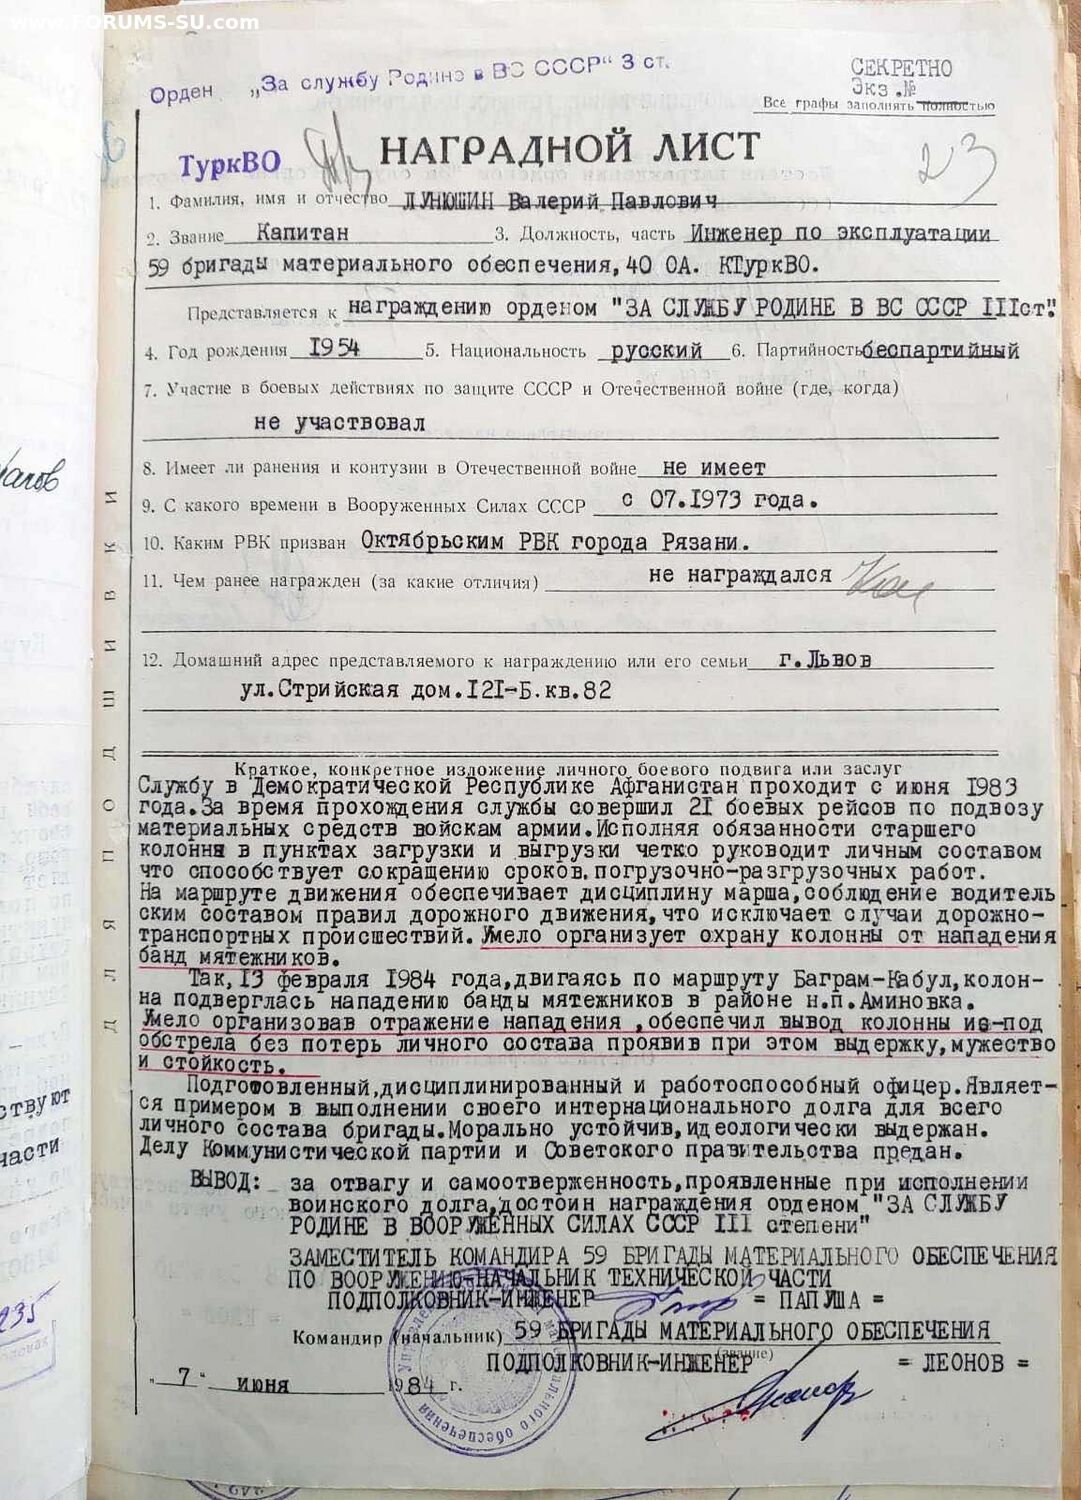 www.FORUMS-SU.com
Орден „За службу Родине в ВС СССР" 3 ст.
СЕКРЕТНО
Экз.№
Все графы заполнять полностью
ТуркВО
НАГРАДНОЙ ЛИСТ
23
1. Фамилия, имя и отчество ЛУНЮШИН Валерий Павлович
2. Звание Капитан 3. Должность, часть Инженер по эксплуатации
59 бригады материального обеспечения,40 ОА. КТуркВО.
Представляется к награждению орденом "ЗА СЛУЖБУ РОДИНЕ В ВС СССР IIIст".
4. Год рождения 1954 5. Национальность русский 6. Партийность беспартийный
7. Участие в боевых действиях по защите СССР и Отечественной войне (где, когда)
не участвовал
8. Имеет ли ранения и контузии в Отечественной войне не имеет
9. С какого времени в Вооруженных Силах СССР с 07.1973 года.
10. Каким РВК призван Октябрьским РВК города Рязани.
11. Чем ранее награжден (за какие отличия) не награждался
12. Домашний адрес представляемого к награждению или его семьи г.Львов
ул.Стрийская дом.121-Б.кв.82
ДЛЯ ПОДШИВКИ
Краткое, конкретное изложение личного боевого подвига или заслуг
Службу в Демократической Республике Афганистан проходит с июня 1983
года.За время прохождения службы совершил 21 боевых рейсов по подвозу
материальных средств войскам армии.Исполняя обязанности старшего
колонны в пунктах загрузки и выгрузки четко руководит личным составом
что способствует сокращению сроков.погрузочно-разгрузочных работ.
На маршруте движения обеспечивает дисциплину марша,соблюдение водитель
ским составом правил дорожного движения,что исключает случаи дорожно-
транспортных происшествий. Умело организует охрану колонны от нападения
банд мятежников.
Так,13 февраля 1984 года,двигаясь по маршруту Баграм-Кабул,колон-
на подверглась нападению банды мятежников в районе н.п.Аминовка.
Умело организовав отражение нападения ,обеспечил вывод колонны из-под
обстрела без потерь личного состава проявив при этом выдержку,мужество
и стойкость.
Подготовленный,дисциплинированный и работоспособный офицер.Являет-
ся примером в выполнении своего интернационального долга для всего
личного состава бригады.Морально устойчив,идеологически выдержан.
Делу Коммунистической партии и Советского правительства предан.
ВЫВОД: за отвагу и самоотверженность,проявленные при исполнении
воинского долга,достоин награждения орденом "ЗА СЛУЖБУ
РОДИНЕ В ВООРУЖЕННЫХ СИЛАХ СССР III степени"
ЗАМЕСТИТЕЛЬ КОМАНДИРА 59 БРИГАДЫ МАТЕРИАЛЬНОГО ОБЕСПЕЧЕНИЯ
ПО ВООРУЖЕНИЮ-НАЧАЛЬНИК ТЕХНИЧЕСКОЙ ЧАСТИ
ПОДПОЛКОВНИК-ИНЖЕНЕР = ПАПУША =
Командир (начальник) 59 БРИГАДЫ МАТЕРИАЛЬНОГО ОБЕСПЕЧЕНИЯ
(звание)
ПОДПОЛКОВНИК-ИНЖЕНЕР = ЛЕОНОВ =
„ 7 " июня 1984 г.
ствуют
части
235